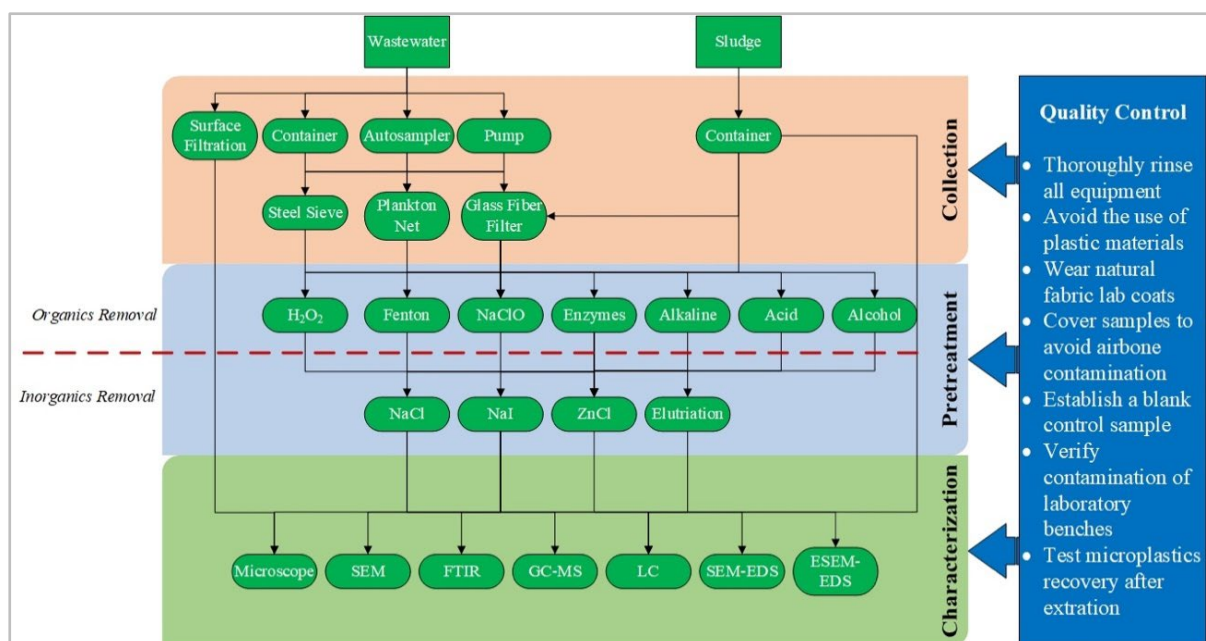 Wastewater
Sludge
Surface
Filtration
Container
Autosampler
Pump
Container
Steel Sieve
Plankton
Net
Glass Fiber
Filter
Collection
Organics Removal
H₂O₂
Fenton
NaClO
Enzymes
Alkaline
Acid
Alcohol
Inorganics Removal
NaCl
NaI
ZnCl
Elutriation
Pretreatment
Microscope
SEM
FTIR
GC-MS
LC
SEM-EDS
ESEM-
EDS
Characterization
Quality Control
• Thoroughly rinse
all equipment
• Avoid the use of
plastic materials
• Wear natural
fabric lab coats
• Cover samples to
avoid airbone
contamination
• Establish a blank
control sample
• Verify
contamination of
laboratory
benches
• Test microplastics
recovery after
extration